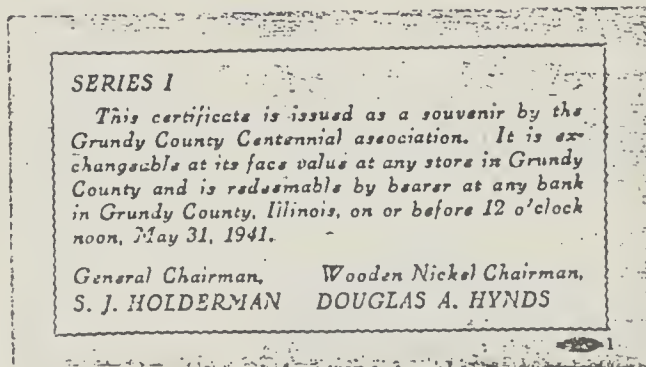 SERIES I
This certificate is issued as a souvenir by the
Grundy County Centennial association. It is ex-
changeable at its face value at any store in Grundy
County and is redeemable by bearer at any bank
in Grundy County, Illinois, on or before 12 o'clock
noon, May 31, 1941.
General Chairman, Wooden Nickel Chairman,
S. J. HOLDERMAN DOUGLAS A. HYNDS
1